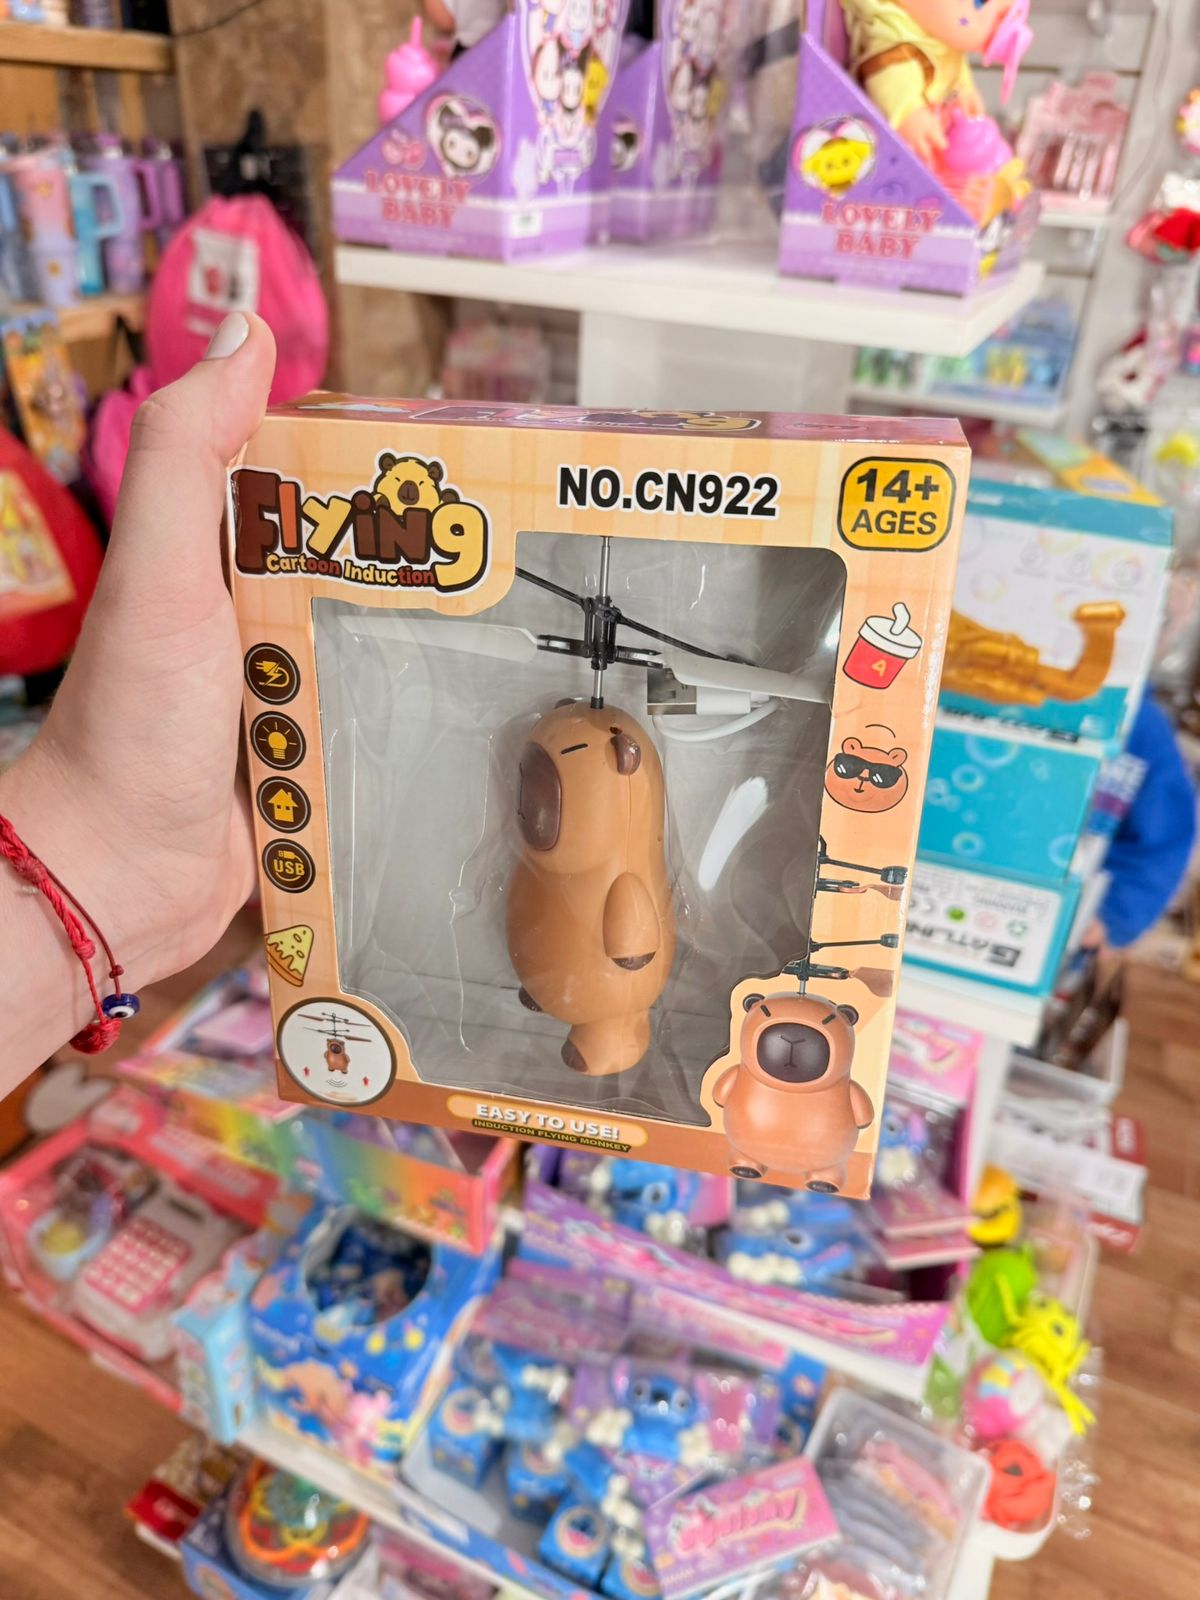 LOVELY
BABY
LOVELY
BABY
Flying
Cartoon Induction
NO.CN922
14+
AGES
4
USB
EASY TO USE!
INDUCTION FLYING MONKEY
WARNING